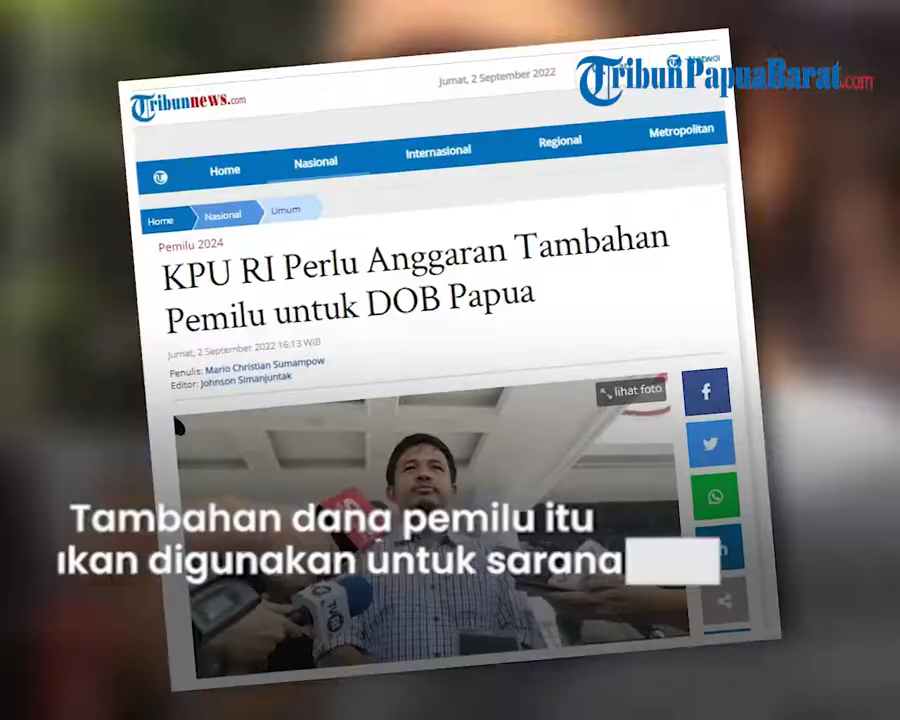 TribunPapuaBarat.com
Tribunnews.com
Jumat, 2 September 2022
Home
Nasional
Internasional
Regional
Metropolitan
Home
Nasional
Umum
Pemilu 2024
KPU RI Perlu Anggaran Tambahan
Pemilu untuk DOB Papua
Jumat, 2 September 2022 16:13 WIB
Penulis: Mario Christian Sumampow
Editor: Johnson Simanjuntak
lihat foto
Tambahan dana pemilu itu
kan digunakan untuk sarana